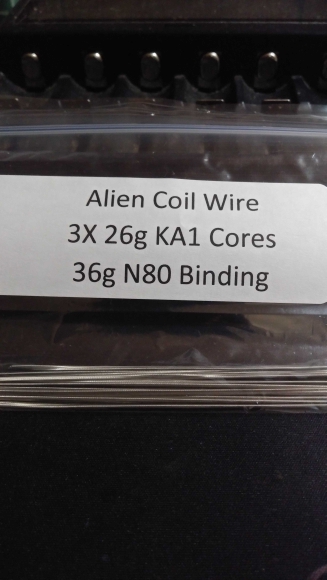 Alien Coil Wire
3X 26g KA1 Cores
36g N80 Binding